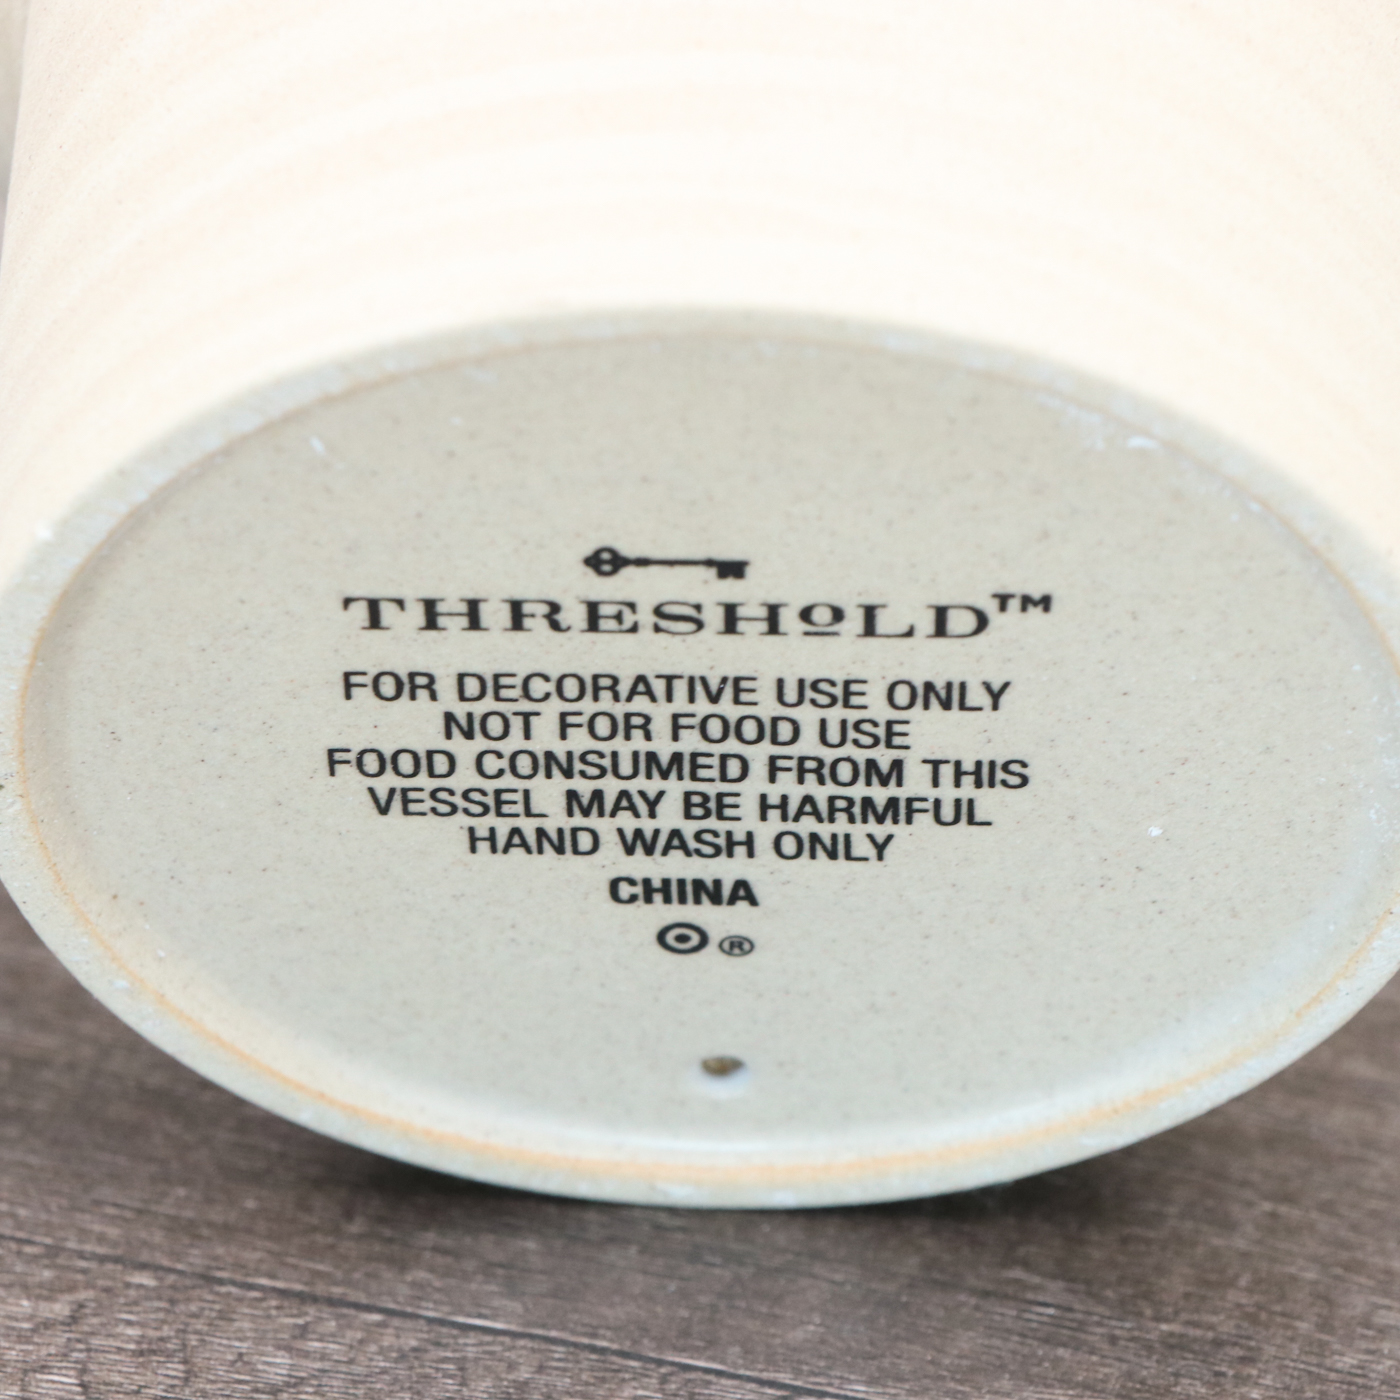 THRESHOLD™
FOR DECORATIVE USE ONLY
NOT FOR FOOD USE
FOOD CONSUMED FROM THIS
VESSEL MAY BE HARMFUL
HAND WASH ONLY
CHINA
®